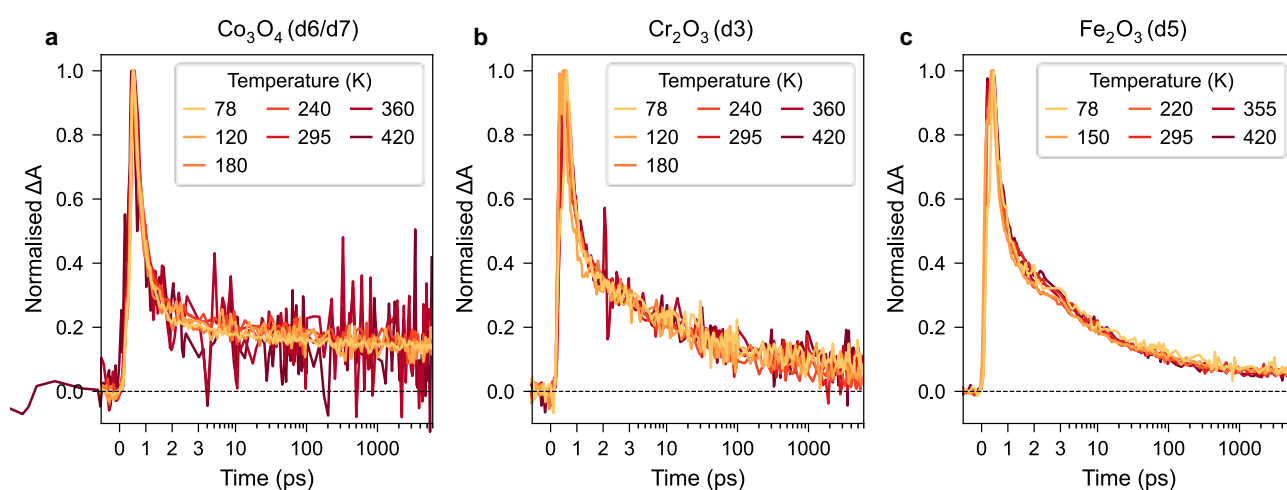 a Co₃O₄ (d6/d7)
Normalised ΔA
1.0
0.8
0.6
0.4
0.2
0.0
Temperature (K)
78 240 360
120 295 420
180
0 1 2 3 10 100 1000
Time (ps)
b Cr₂O₃ (d3)
Normalised ΔA
1.0
0.8
0.6
0.4
0.2
0.0
Temperature (K)
78 240 360
120 295 420
180
0 1 2 3 10 100 1000
Time (ps)
c Fe₂O₃ (d5)
Normalised ΔA
1.0
0.8
0.6
0.4
0.2
0.0
Temperature (K)
78 220 355
150 295 420
0 1 2 3 10 100 1000
Time (ps)